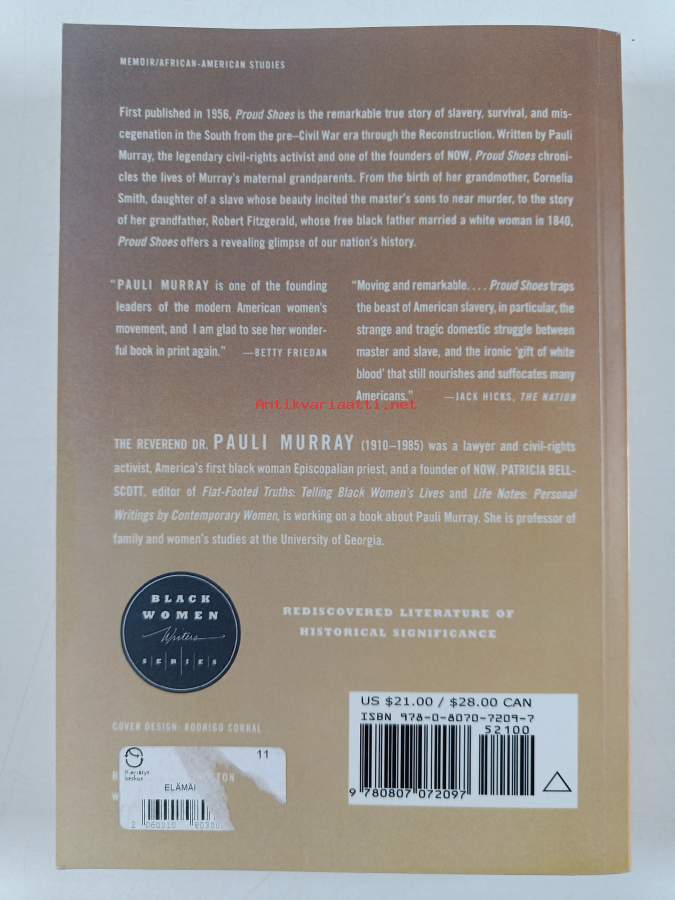 MEMOIR/AFRICAN-AMERICAN STUDIES
First published in 1956, Proud Shoes is the remarkable true story of slavery, survival, and mis-
cegenation in the South from the pre–Civil War era through the Reconstruction. Written by Pauli
Murray, the legendary civil-rights activist and one of the founders of NOW, Proud Shoes chroni-
cles the lives of Murray's maternal grandparents. From the birth of her grandmother, Cornelia
Smith, daughter of a slave whose beauty incited the master's sons to near murder, to the story
of her grandfather, Robert Fitzgerald, whose free black father married a white woman in 1840,
Proud Shoes offers a revealing glimpse of our nation's history.
"PAULI MURRAY is one of the founding
leaders of the modern American women's
movement, and I am glad to see her wonder-
ful book in print again." —BETTY FRIEDAN
"Moving and remarkable. . . . Proud Shoes traps
the beast of American slavery, in particular, the
strange and tragic domestic struggle between
master and slave, and the ironic 'gift of white
blood' that still nourishes and suffocates many
Americans." —JACK HICKS, THE NATION
Antikvariaatti.net
THE REVEREND DR. PAULI MURRAY (1910–1985) was a lawyer and civil-rights
activist, America's first black woman Episcopalian priest, and a founder of NOW. PATRICIA BELL-
SCOTT, editor of Flat-Footed Truths: Telling Black Women's Lives and Life Notes: Personal
Writings by Contemporary Women, is working on a book about Pauli Murray. She is professor of
family and women's studies at the University of Georgia.
BLACK
WOMEN
Writers
SERIES
REDISCOVERED LITERATURE OF
HISTORICAL SIGNIFICANCE
US $21.00 / $28.00 CAN
ISBN 978-0-8070-7209-7
52100
9 780807 072097
COVER DESIGN: RODRIGO CORRAL
11
ELÄMÄ